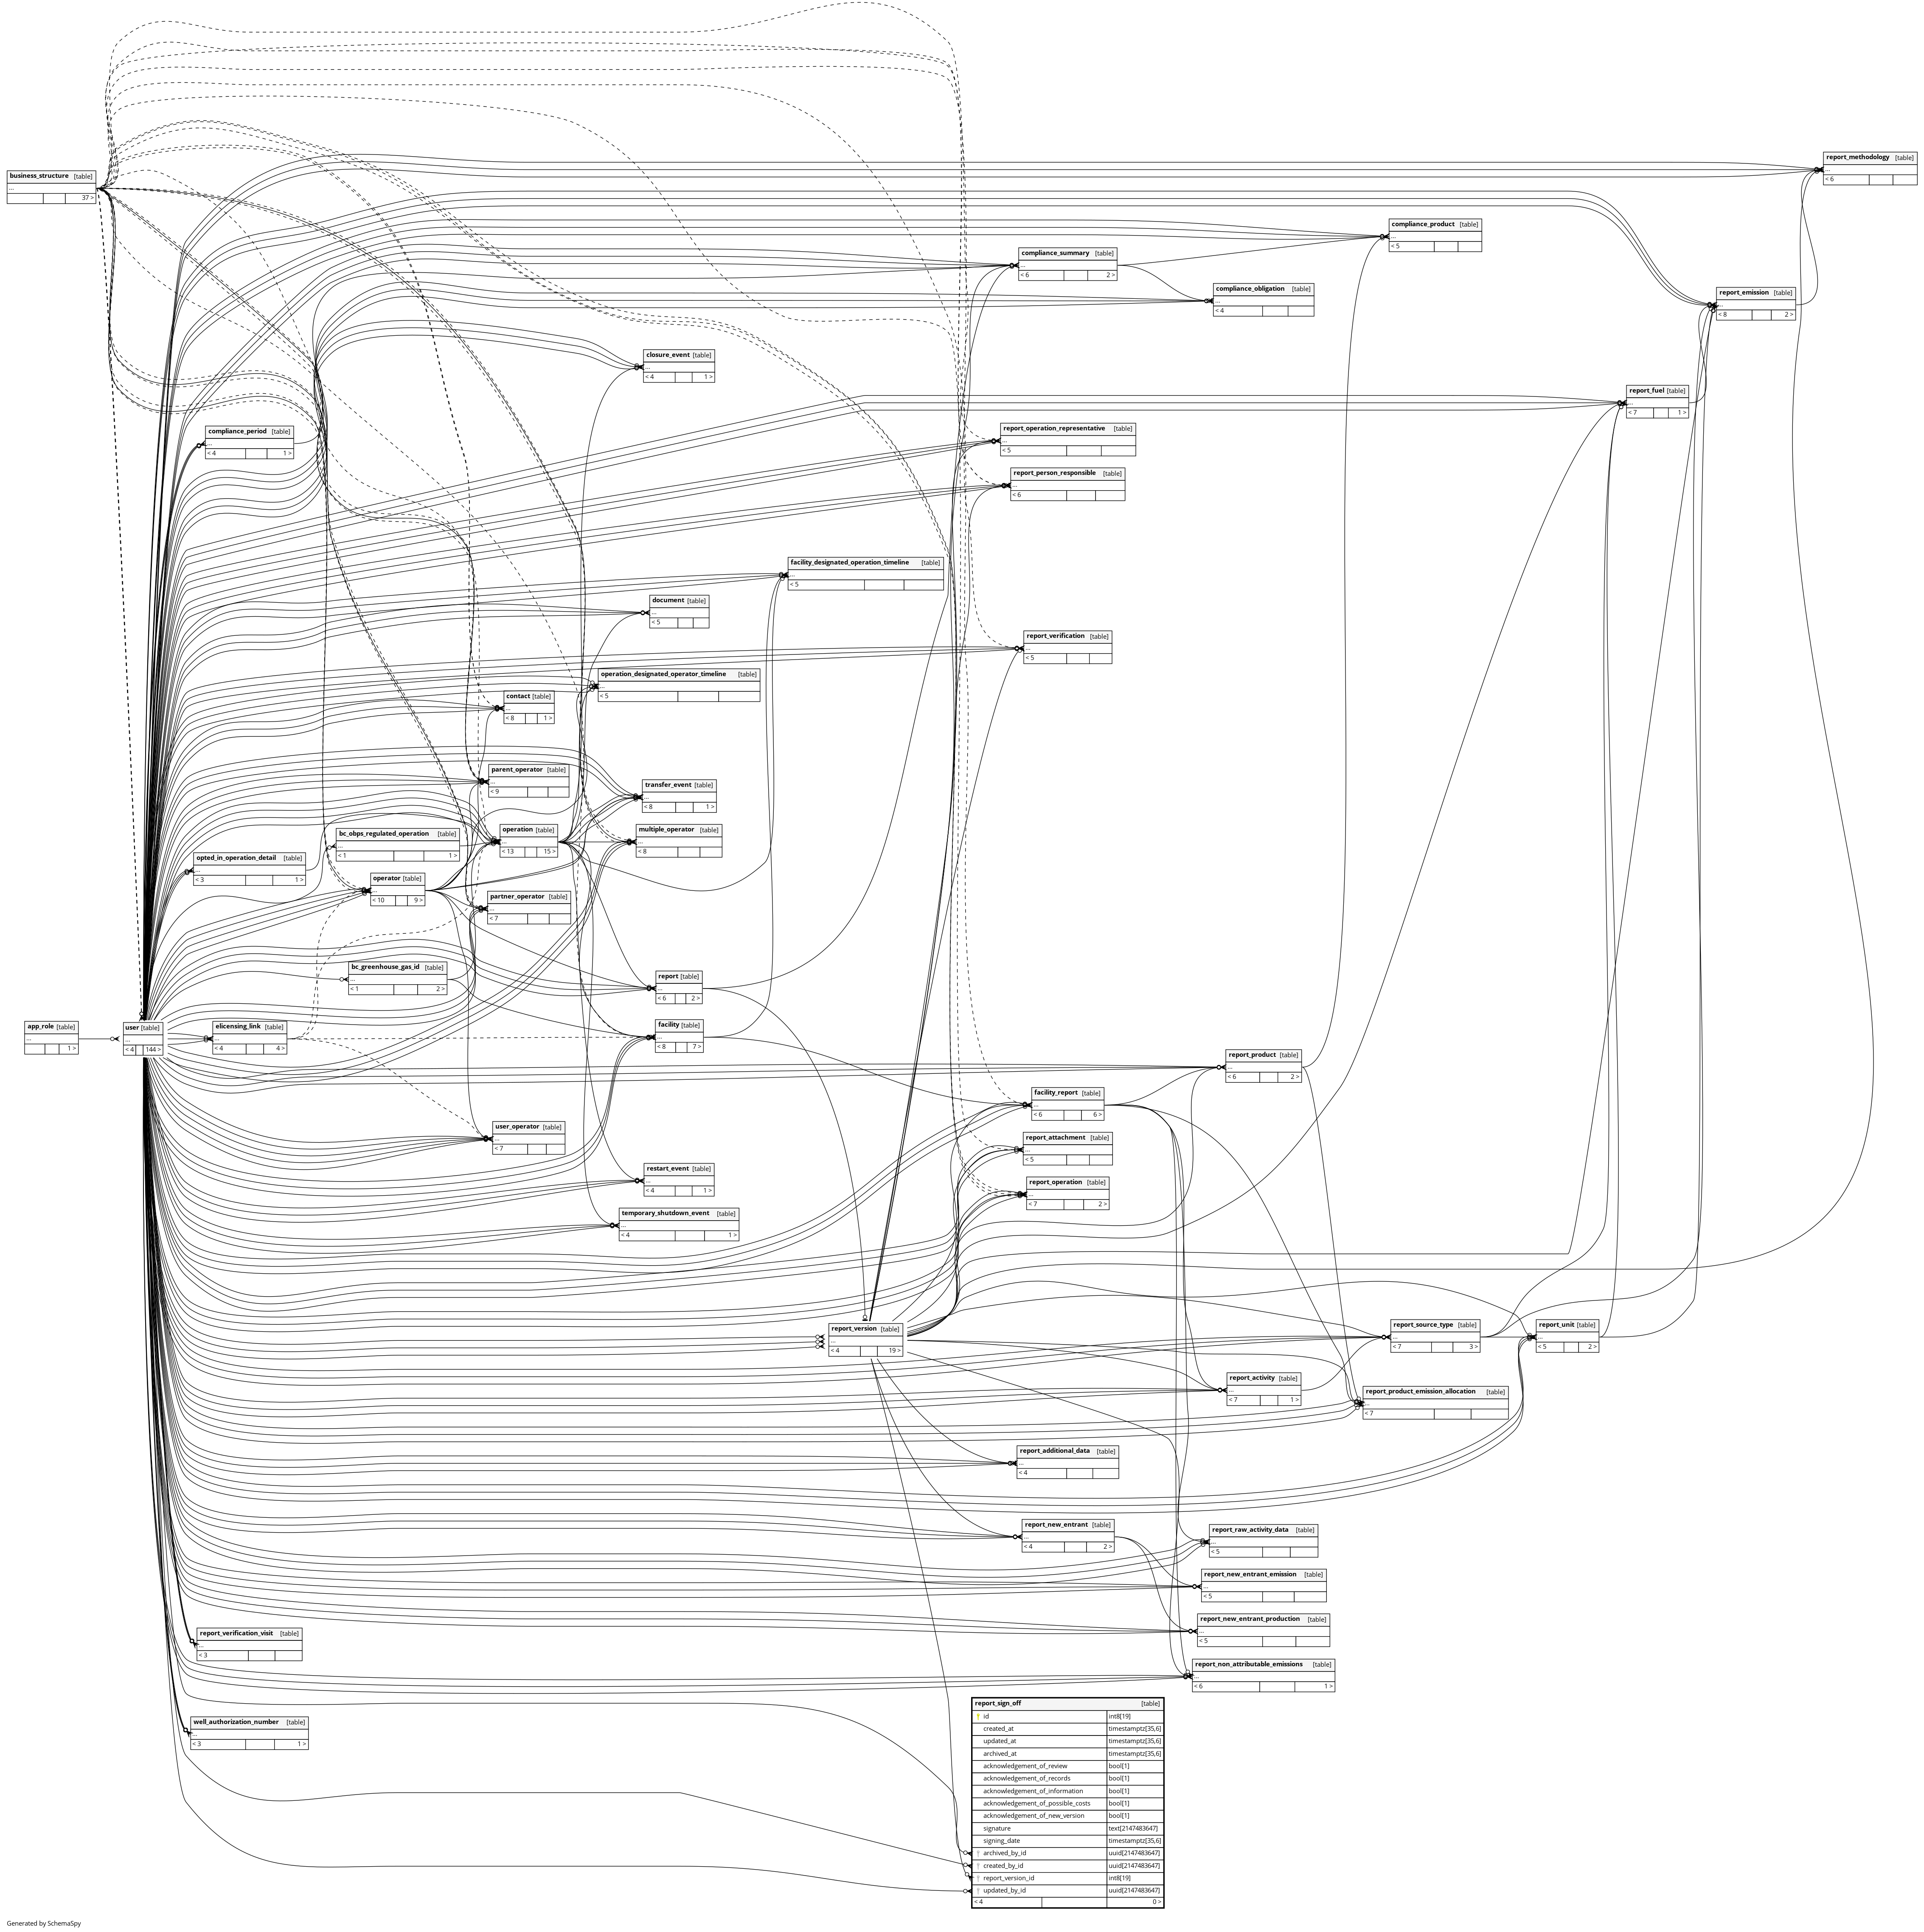 report_methodology [table]
...
< 6
business_structure [table]
...
37 >
compliance_product [table]
...
< 5
compliance_summary [table]
...
< 6 2 >
compliance_obligation [table]
...
< 4
report_emission [table]
...
< 8 2 >
closure_event [table]
...
< 4 1 >
report_fuel [table]
...
< 7 1 >
compliance_period [table]
...
< 4 1 >
report_operation_representative [table]
...
< 5
report_person_responsible [table]
...
< 6
facility_designated_operation_timeline [table]
...
< 5
document [table]
...
< 5
report_verification [table]
...
< 5
operation_designated_operator_timeline [table]
...
< 5
contact [table]
...
< 8 1 >
parent_operator [table]
...
< 9
transfer_event [table]
...
< 8 1 >
bc_obps_regulated_operation [table]
...
< 1 1 >
operation [table]
...
< 13 15 >
multiple_operator [table]
...
< 8
opted_in_operation_detail [table]
...
< 3 1 >
operator [table]
...
< 10 9 >
partner_operator [table]
...
< 7
bc_greenhouse_gas_id [table]
...
< 1 2 >
report [table]
...
< 6 2 >
app_role [table]
...
1 >
user [table]
...
< 4 144 >
elicensing_link [table]
...
< 4 4 >
facility [table]
...
< 8 7 >
report_product [table]
...
< 6 2 >
facility_report [table]
...
< 6 6 >
user_operator [table]
...
< 7
report_attachment [table]
...
< 5
restart_event [table]
...
< 4 1 >
report_operation [table]
...
< 7 2 >
temporary_shutdown_event [table]
...
< 4 1 >
report_version [table]
...
< 4 19 >
report_source_type [table]
...
< 7 3 >
report_unit [table]
...
< 5 2 >
report_activity [table]
...
< 7 1 >
report_product_emission_allocation [table]
...
< 7
report_additional_data [table]
...
< 4
report_new_entrant [table]
...
< 4 2 >
report_raw_activity_data [table]
...
< 5
report_new_entrant_emission [table]
...
< 5
report_new_entrant_production [table]
...
< 5
report_verification_visit [table]
...
< 3
report_non_attributable_emissions [table]
...
< 6 1 >
well_authorization_number [table]
...
< 3 1 >
report_sign_off [table]
id int8[19]
created_at timestamptz[35,6]
updated_at timestamptz[35,6]
archived_at timestamptz[35,6]
acknowledgement_of_review bool[1]
acknowledgement_of_records bool[1]
acknowledgement_of_information bool[1]
acknowledgement_of_possible_costs bool[1]
acknowledgement_of_new_version bool[1]
signature text[2147483647]
signing_date timestamptz[35,6]
archived_by_id uuid[2147483647]
created_by_id uuid[2147483647]
report_version_id int8[19]
updated_by_id uuid[2147483647]
< 4 0 >
Generated by SchemaSpy